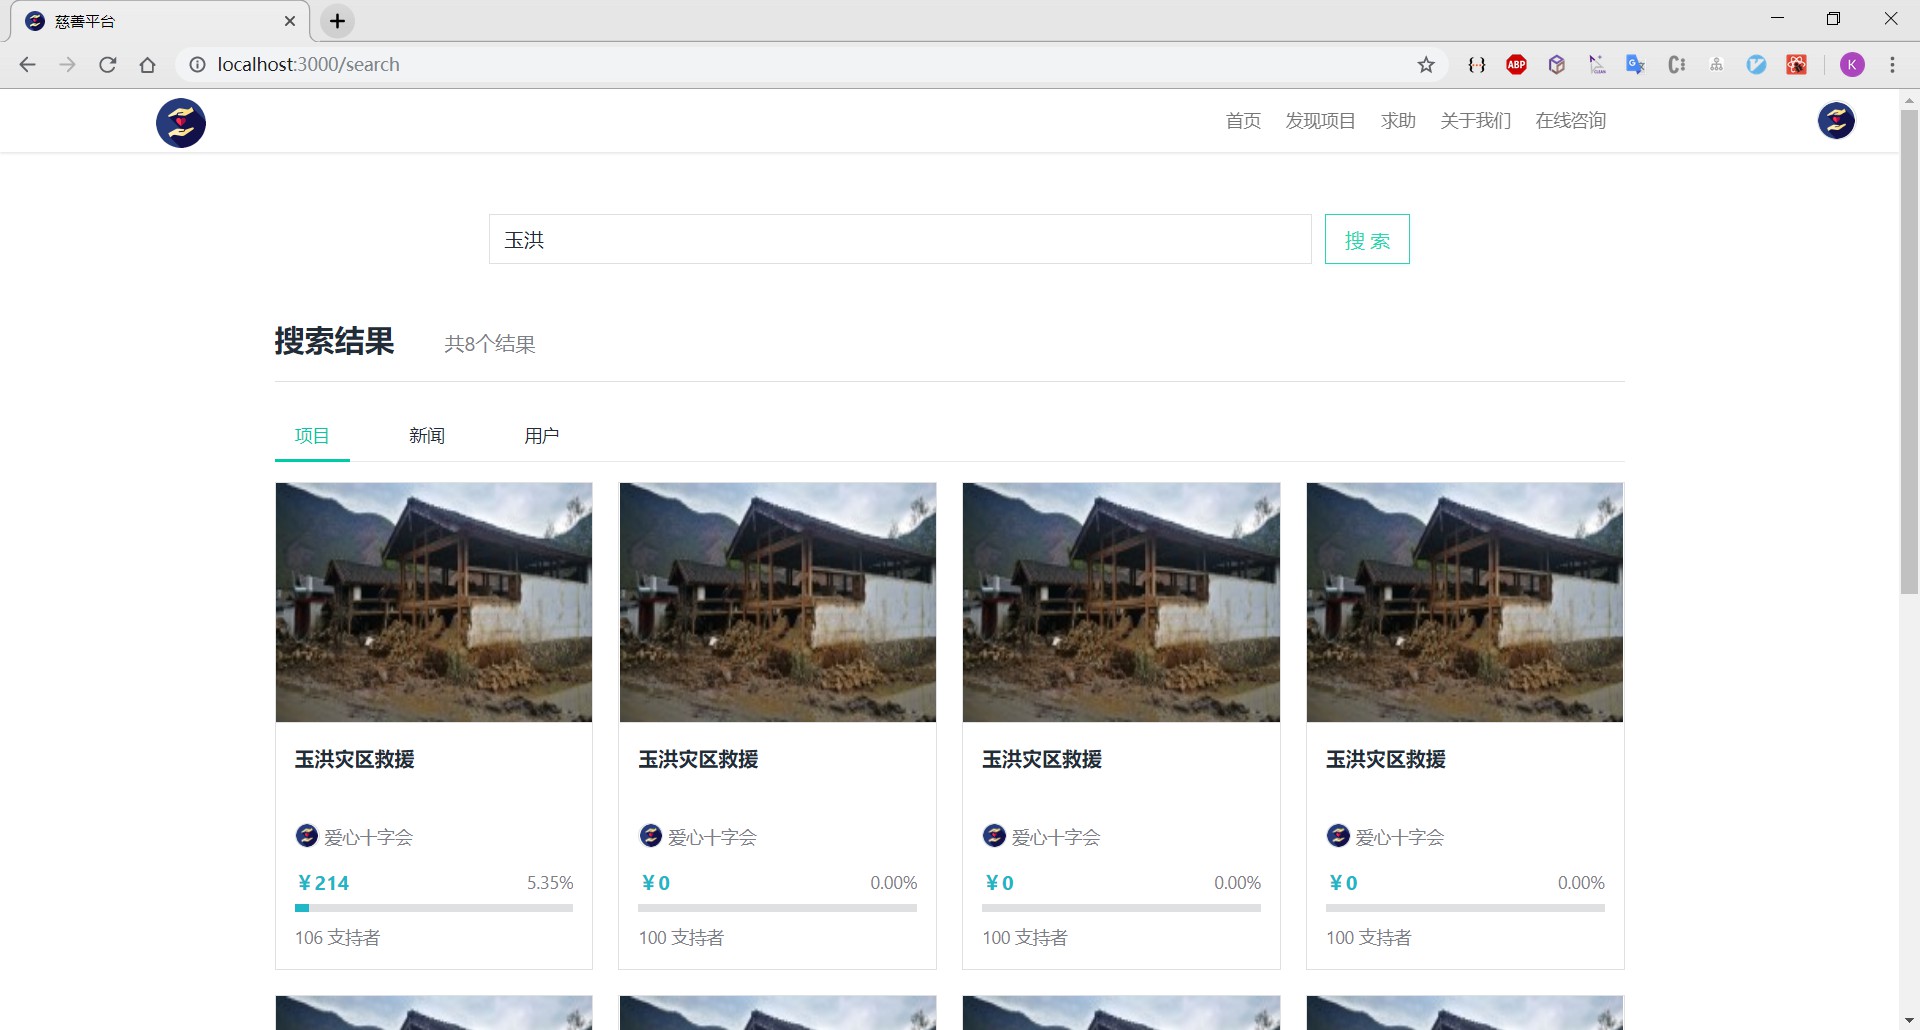 慈善平台
localhost:3000/search
ABP
K
首页 发现项目 求助 关于我们 在线咨询
玉洪
搜 索
搜索结果 共8个结果
项目 新闻 用户
玉洪灾区救援
爱心十字会
￥214 5.35%
106 支持者
玉洪灾区救援
爱心十字会
￥0 0.00%
100 支持者
玉洪灾区救援
爱心十字会
￥0 0.00%
100 支持者
玉洪灾区救援
爱心十字会
￥0 0.00%
100 支持者